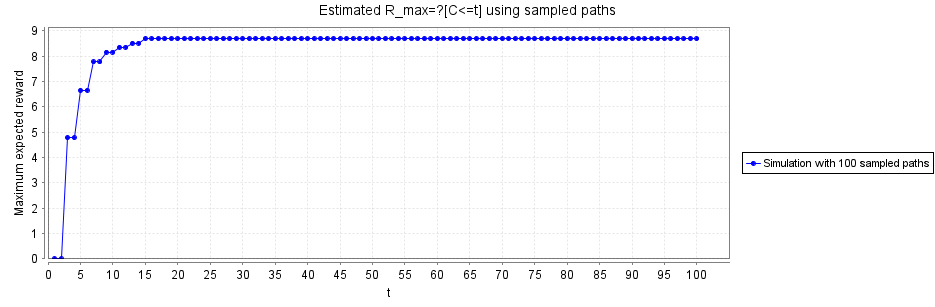 Estimated R_max=?[C<=t] using sampled paths
Maximum expected reward
9
8
7
6
5
4
3
2
1
0
0 5 10 15 20 25 30 35 40 45 50 55 60 65 70 75 80 85 90 95 100
t
Simulation with 100 sampled paths